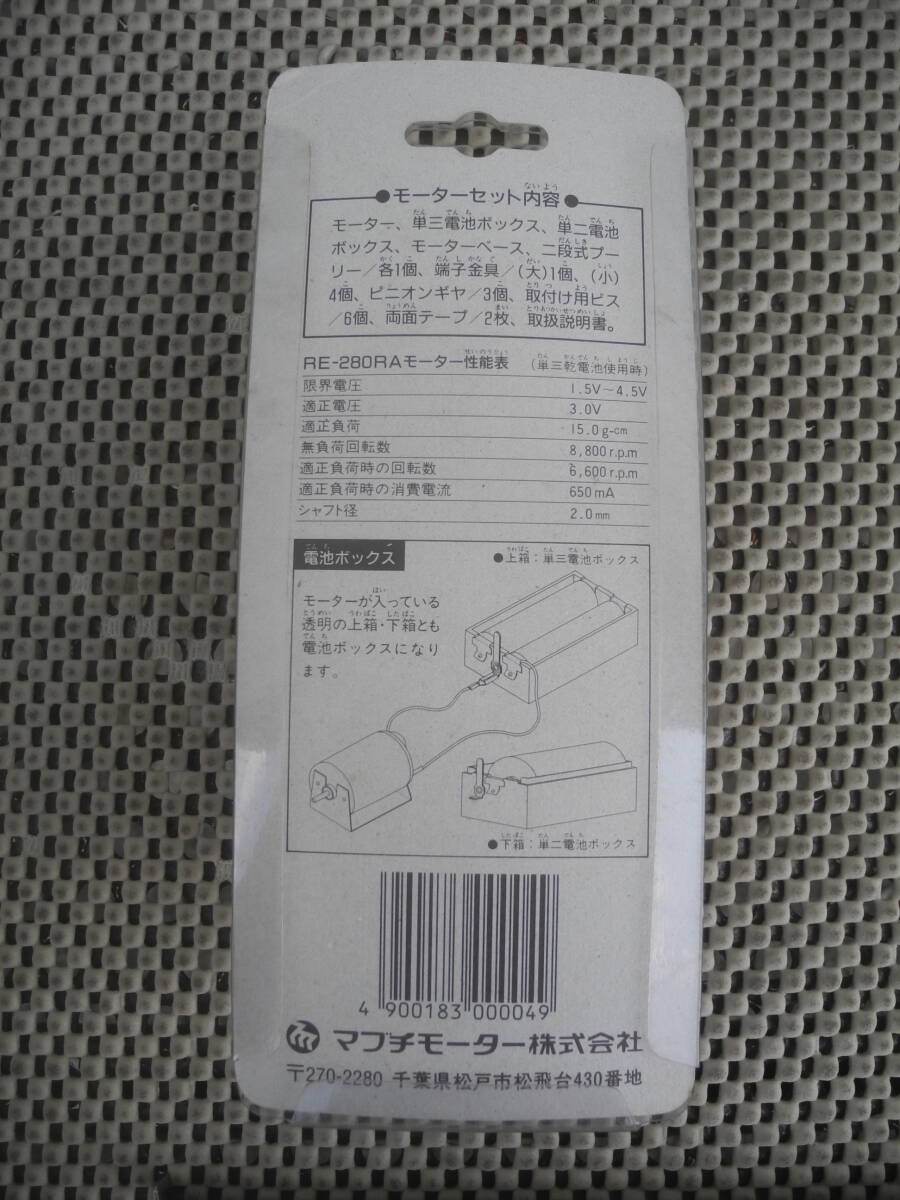 ●モーターセット内容●
モーター、単三電池ボックス、単二電池
ボックス、モーターベース、二段式プー
リー/各1個、端子金具/(大)1個、(小)
4個、ピニオンギヤ/3個、取付け用ビス
/6個、両面テープ/2枚、取扱説明書。
RE-280RAモーター性能表 (単三乾電池使用時)
限界電圧 1.5V〜4.5V
適正電圧 3.0V
適正負荷 15.0g-cm
無負荷回転数 8,800r.p.m
適正負荷時の回転数 6,600r.p.m
適正負荷時の消費電流 650mA
シャフト径 2.0mm
電池ボックス
●上箱：単三電池ボックス
モーターが入っている
透明の上箱・下箱とも
電池ボックスになり
ます。
●下箱：単二電池ボックス
4 900183 000049
マブチモーター株式会社
〒270-2280 千葉県松戸市松飛台430番地